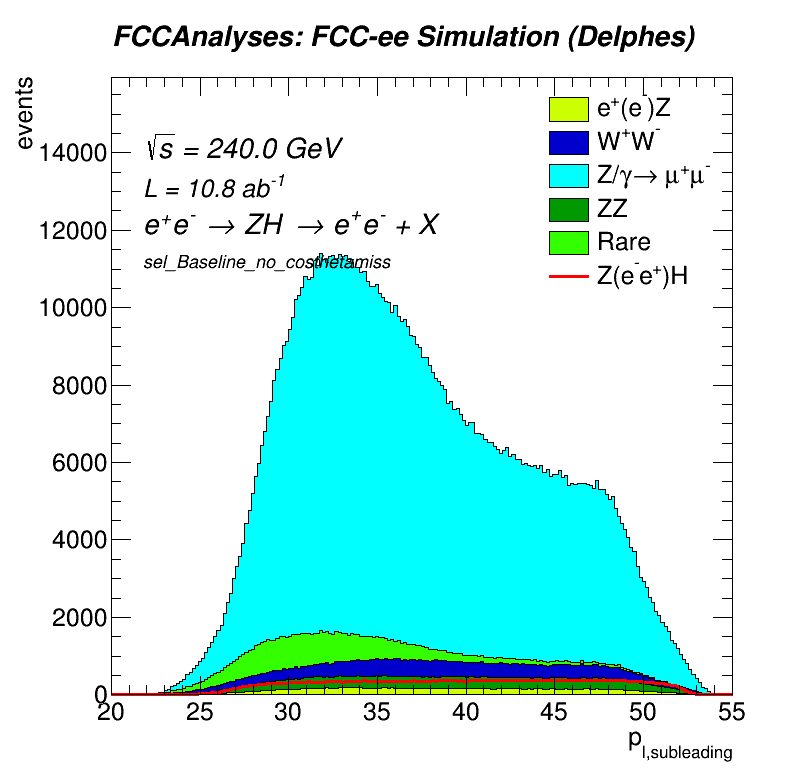 FCCAnalyses: FCC-ee Simulation (Delphes)
events
√s = 240.0 GeV
L = 10.8 ab⁻¹
e⁺e⁻ → ZH → e⁺e⁻ + X
sel_Baseline_no_costhetamiss
e⁺(e⁻)Z
W⁺W⁻
Z/γ→ μ⁺μ⁻
ZZ
Rare
Z(e⁻e⁺)H
14000
12000
10000
8000
6000
4000
2000
0
20 25 30 35 40 45 50 55
p_l,subleading